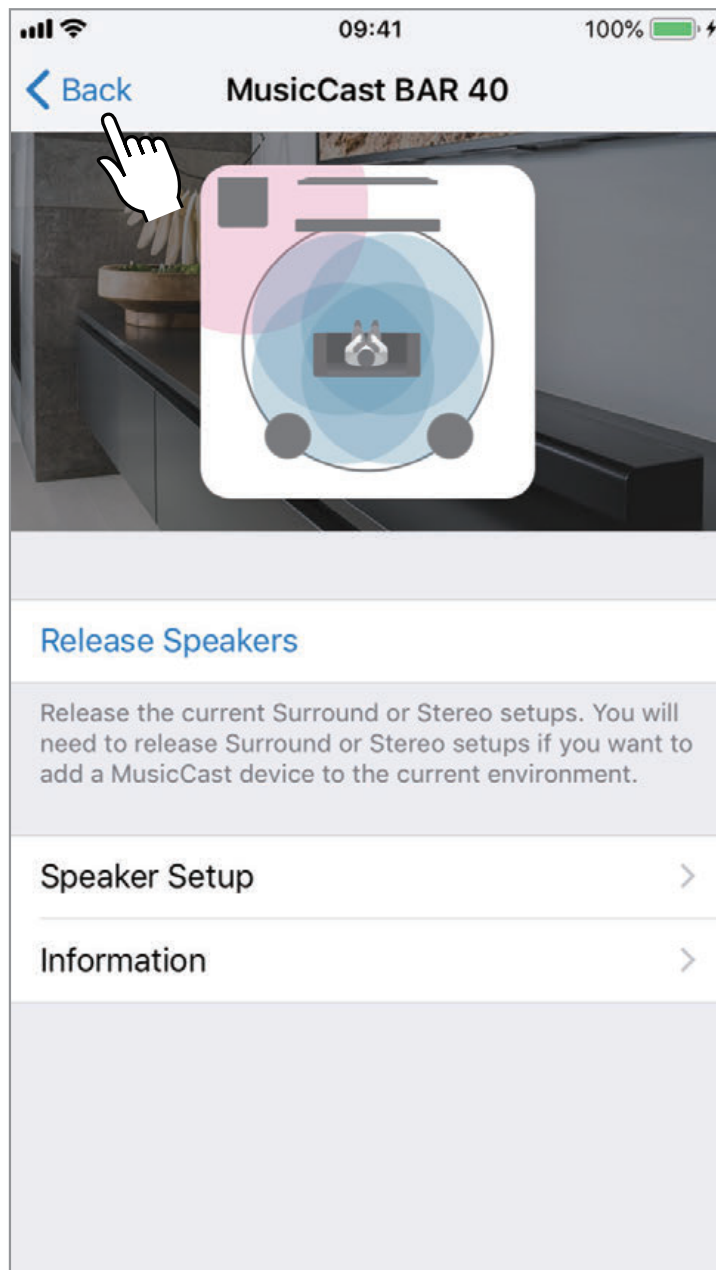 09:41
100%
Back
MusicCast BAR 40
Release Speakers
Release the current Surround or Stereo setups. You will
need to release Surround or Stereo setups if you want to
add a MusicCast device to the current environment.
Speaker Setup
Information